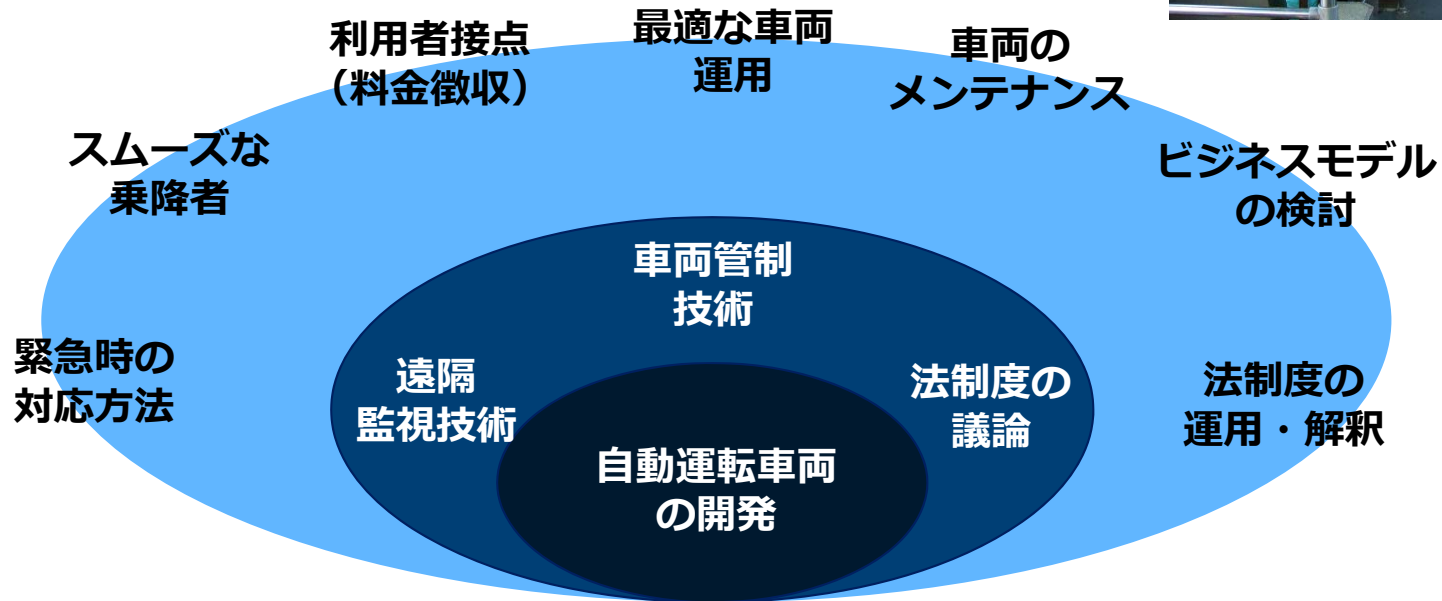 利用者接点
（料金徴収）
最適な車両
運用
車両の
メンテナンス
スムーズな
乗降者
ビジネスモデル
の検討
緊急時の
対応方法
法制度の
運用・解釈
車両管制
技術
遠隔
監視技術
法制度の
議論
自動運転車両
の開発